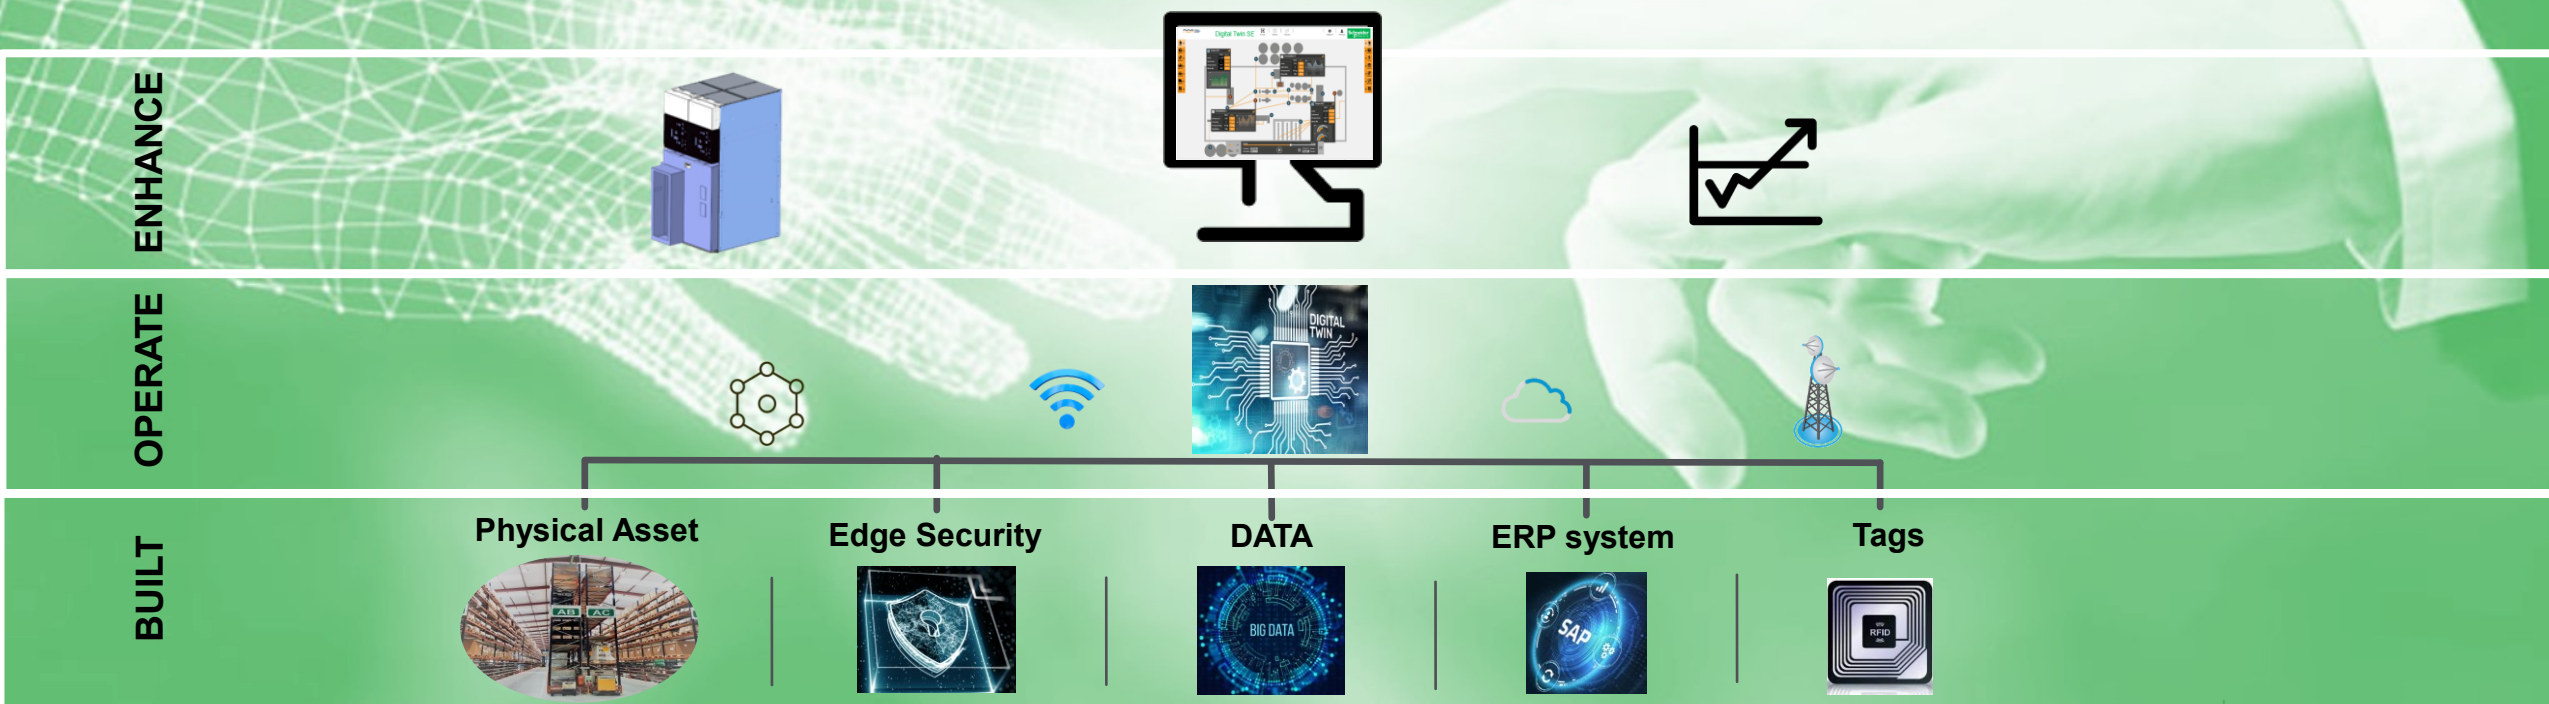 Digital Twin SE
Schneider
ENHANCE
OPERATE
DIGITAL
TWIN
BUILT
Physical Asset
Edge Security
DATA
ERP system
Tags
AB
AC
BIG DATA
SAP
RFID